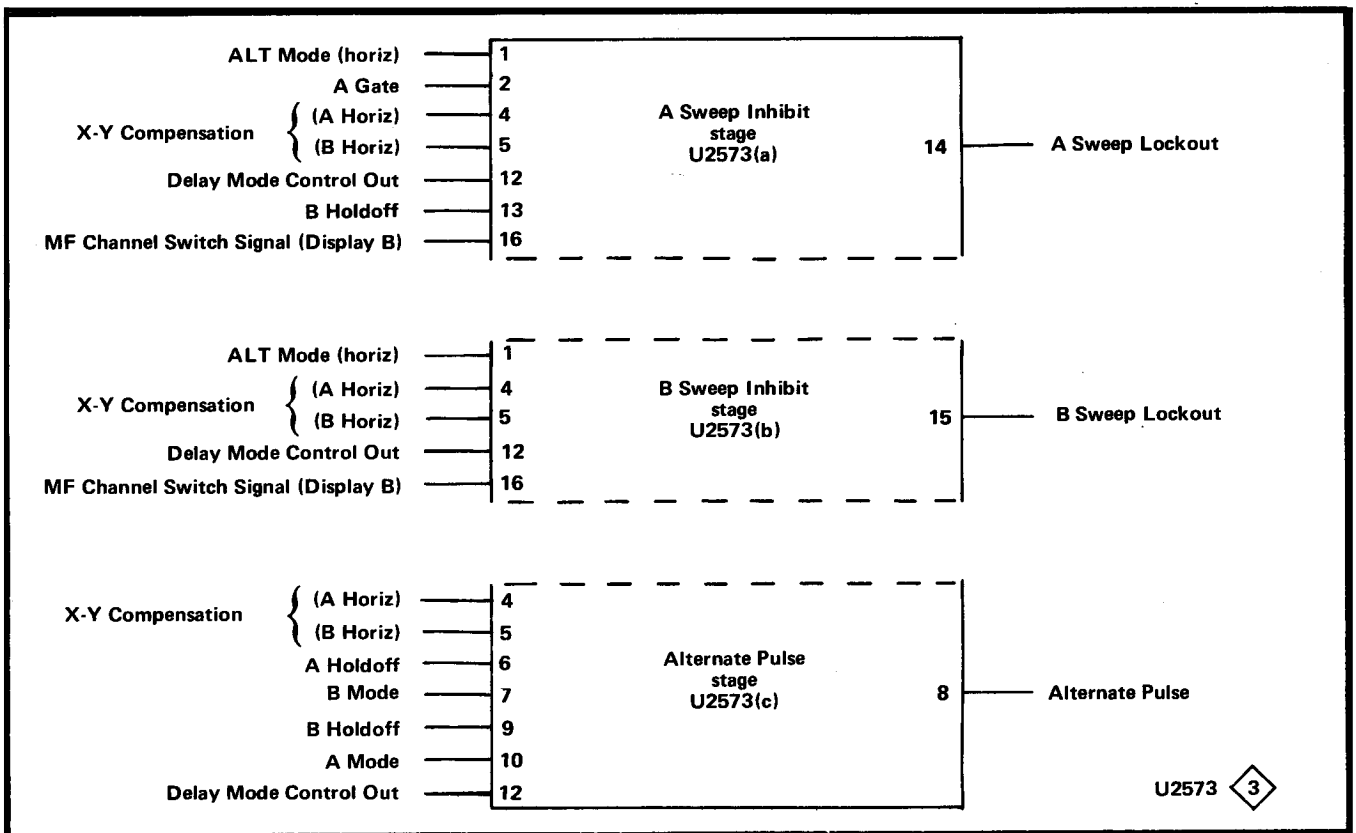 ALT Mode (horiz) 1
A Gate 2
X-Y Compensation { (A Horiz) 4
(B Horiz) 5
Delay Mode Control Out 12
B Holdoff 13
MF Channel Switch Signal (Display B) 16
A Sweep Inhibit
stage
U2573(a)
14 A Sweep Lockout
ALT Mode (horiz) 1
X-Y Compensation { (A Horiz) 4
(B Horiz) 5
Delay Mode Control Out 12
MF Channel Switch Signal (Display B) 16
B Sweep Inhibit
stage
U2573(b)
15 B Sweep Lockout
X-Y Compensation { (A Horiz) 4
(B Horiz) 5
A Holdoff 6
B Mode 7
B Holdoff 9
A Mode 10
Delay Mode Control Out 12
Alternate Pulse
stage
U2573(c)
8 Alternate Pulse
U2573 3